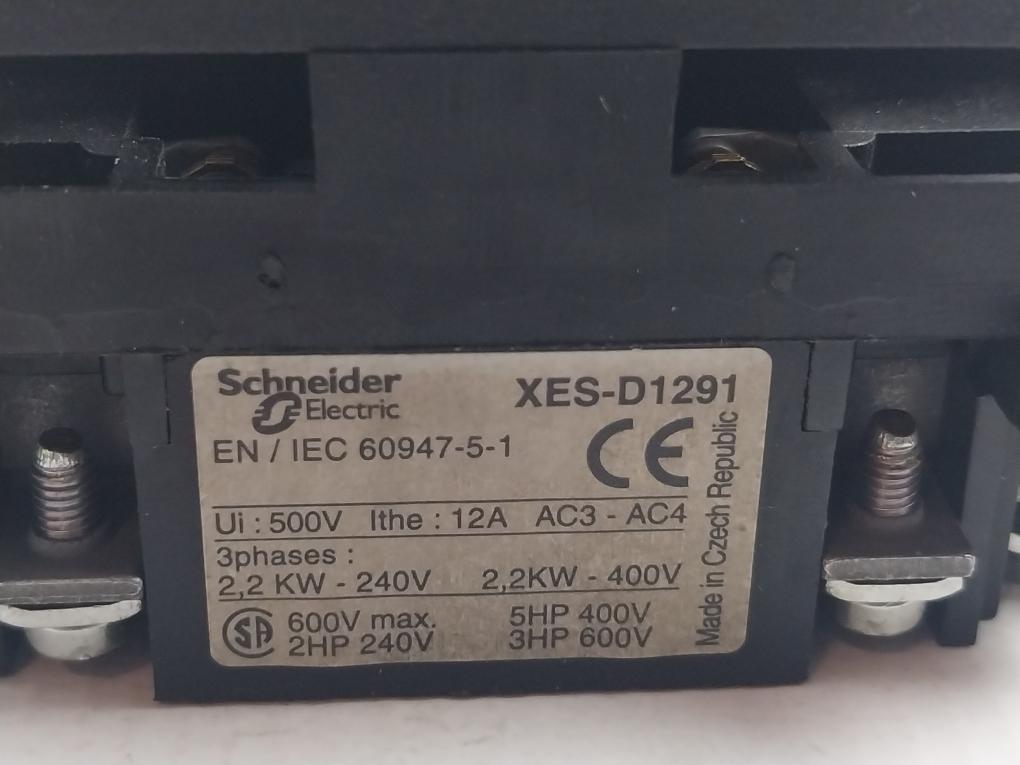 Schneider
Electric
XES-D1291
EN / IEC 60947-5-1
CE
Ui : 500V Ithe : 12A AC3 - AC4
3phases :
2,2 KW - 240V 2,2KW - 400V
SA 600V max. 5HP 400V
2HP 240V 3HP 600V
Made in Czech Republic